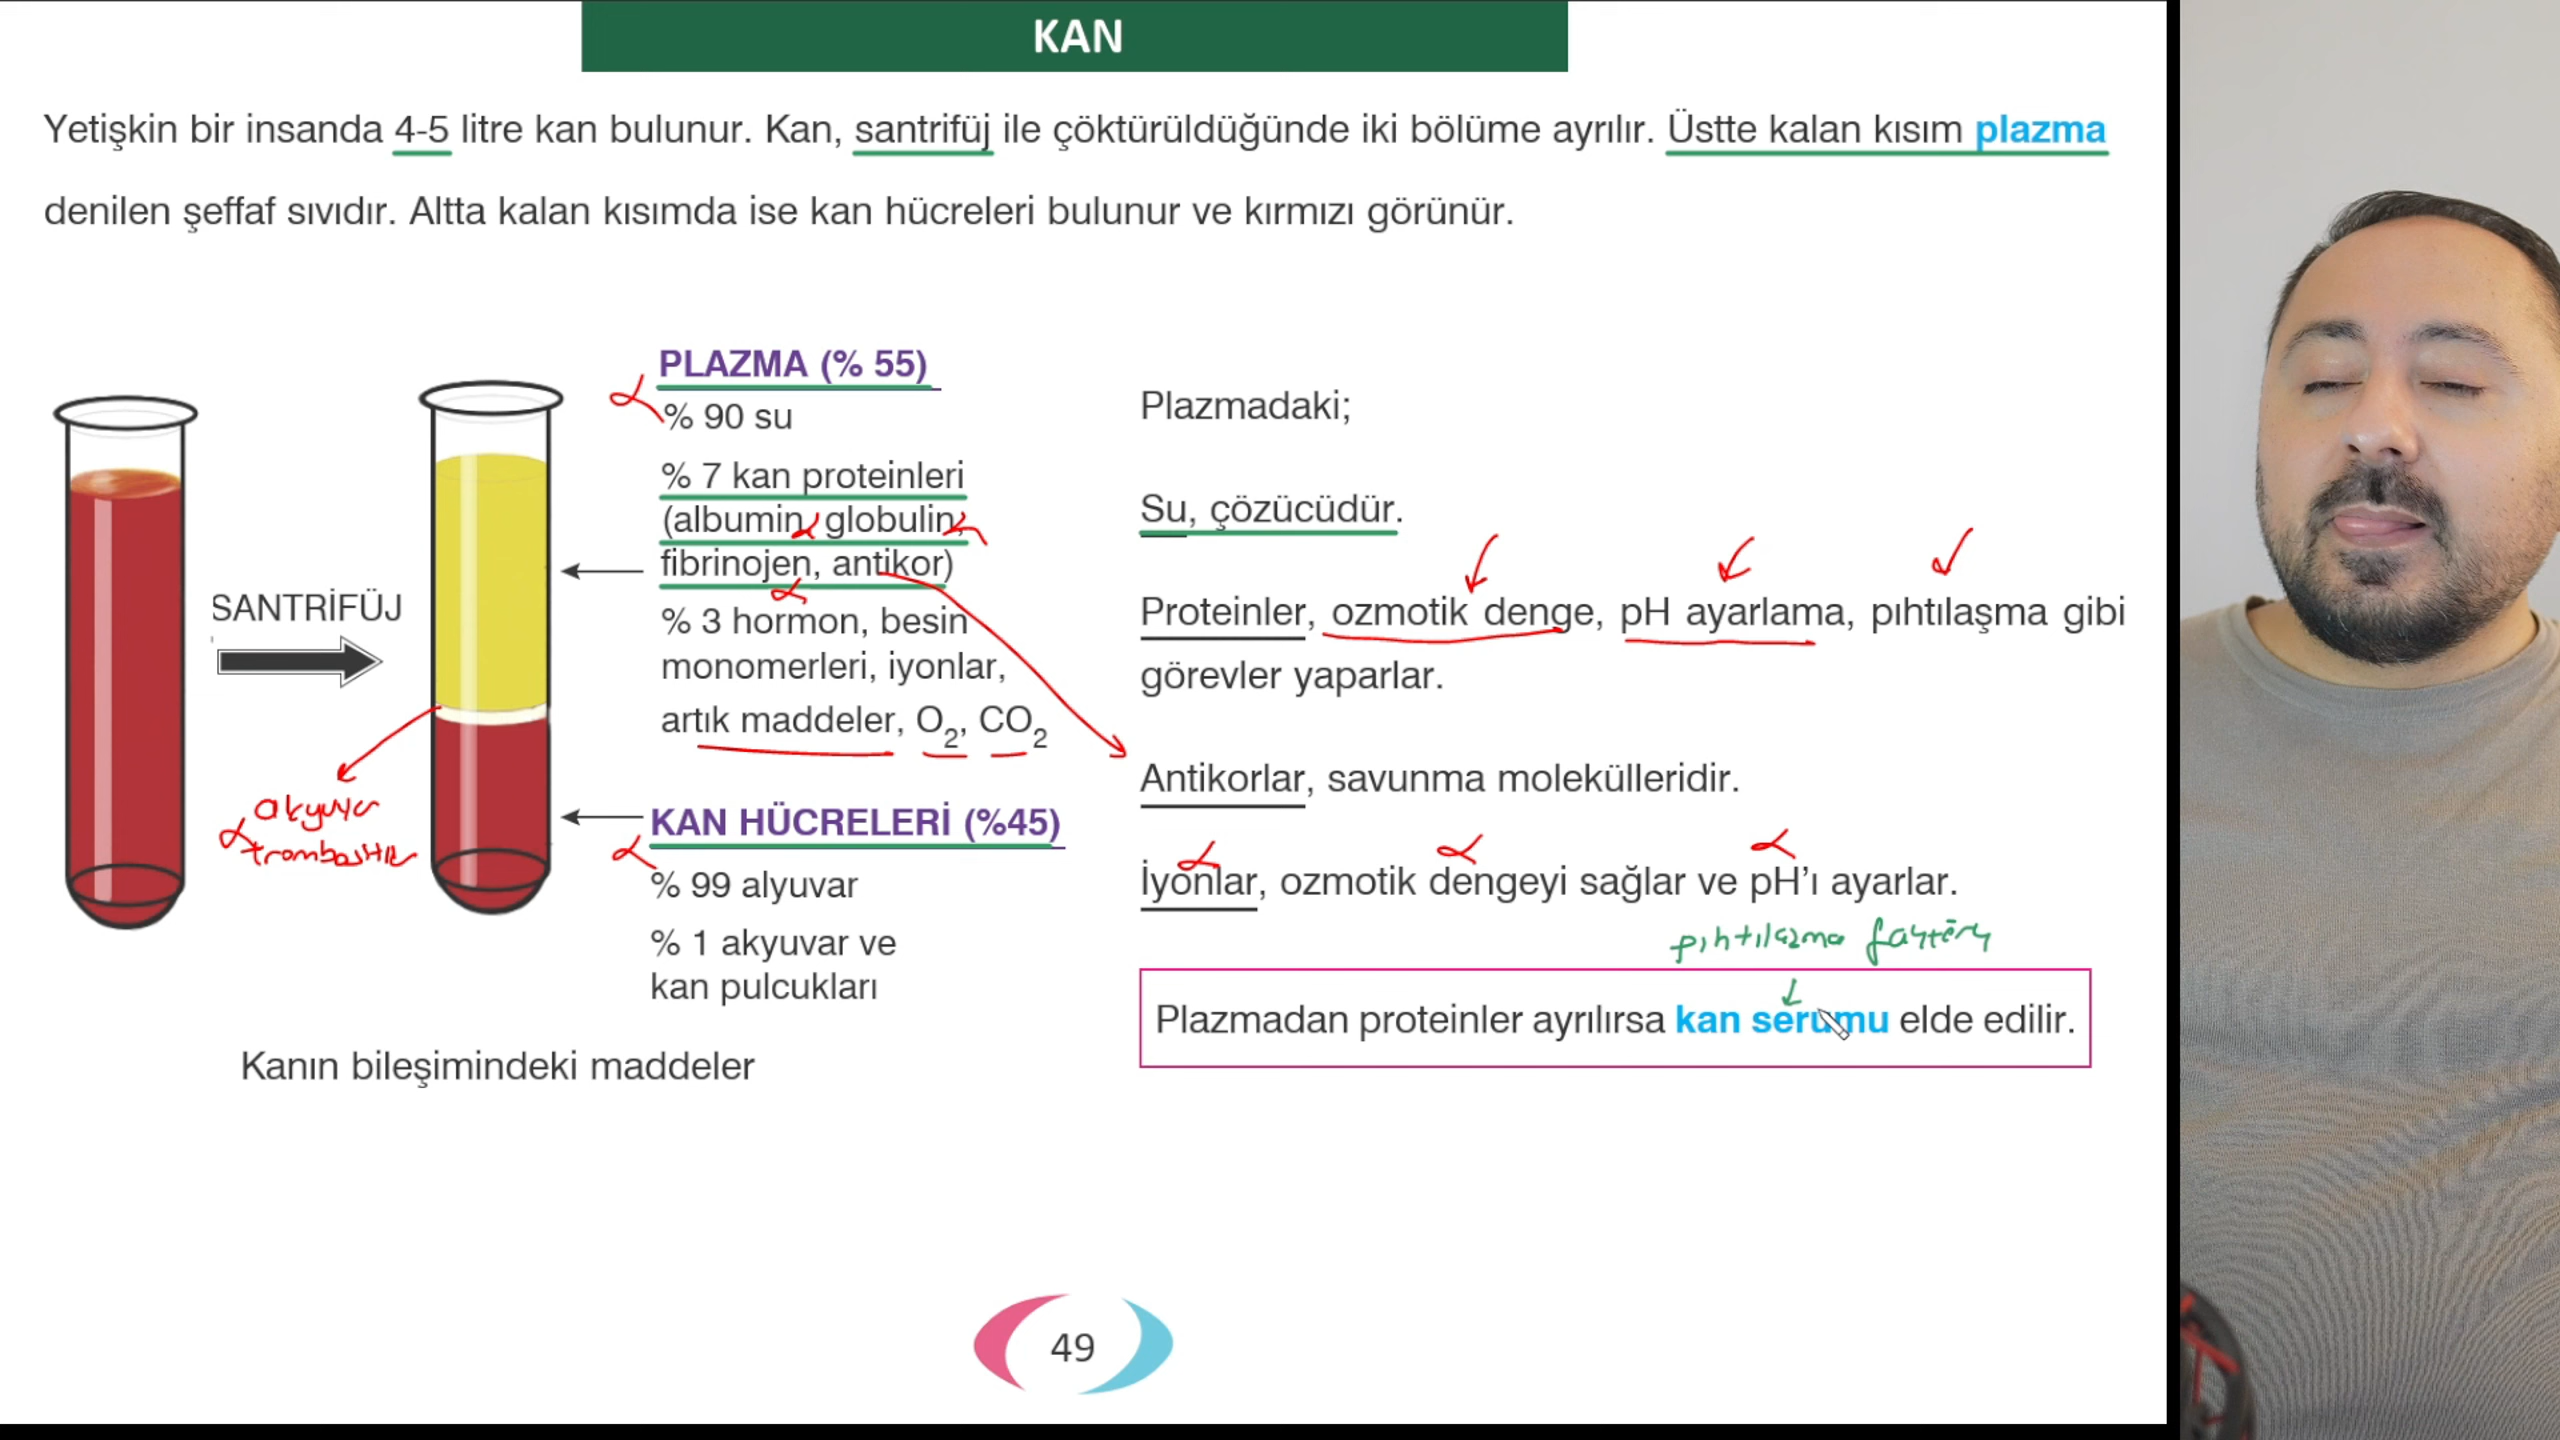 KAN
Yetişkin bir insanda 4-5 litre kan bulunur. Kan, santrifüj ile çöktürüldüğünde iki bölüme ayrılır. Üstte kalan kısım plazma
denilen şeffaf sıvıdır. Altta kalan kısımda ise kan hücreleri bulunur ve kırmızı görünür.
SANTRİFÜJ
akyuvar
trombositler
PLAZMA (% 55)
% 90 su
% 7 kan proteinleri
(albumin, globulin,
fibrinojen, antikor)
% 3 hormon, besin
monomerleri, iyonlar,
artık maddeler, O₂, CO₂
KAN HÜCRELERİ (%45)
% 99 alyuvar
% 1 akyuvar ve
kan pulcukları
Kanın bileşimindeki maddeler
Plazmadaki;
Su, çözücüdür.
Proteinler, ozmotik denge, pH ayarlama, pıhtılaşma gibi
görevler yaparlar.
Antikorlar, savunma molekülleridir.
İyonlar, ozmotik dengeyi sağlar ve pH’ı ayarlar.
pıhtılaşma
Plazmadan proteinler ayrılırsa kan serumu elde edilir.
49